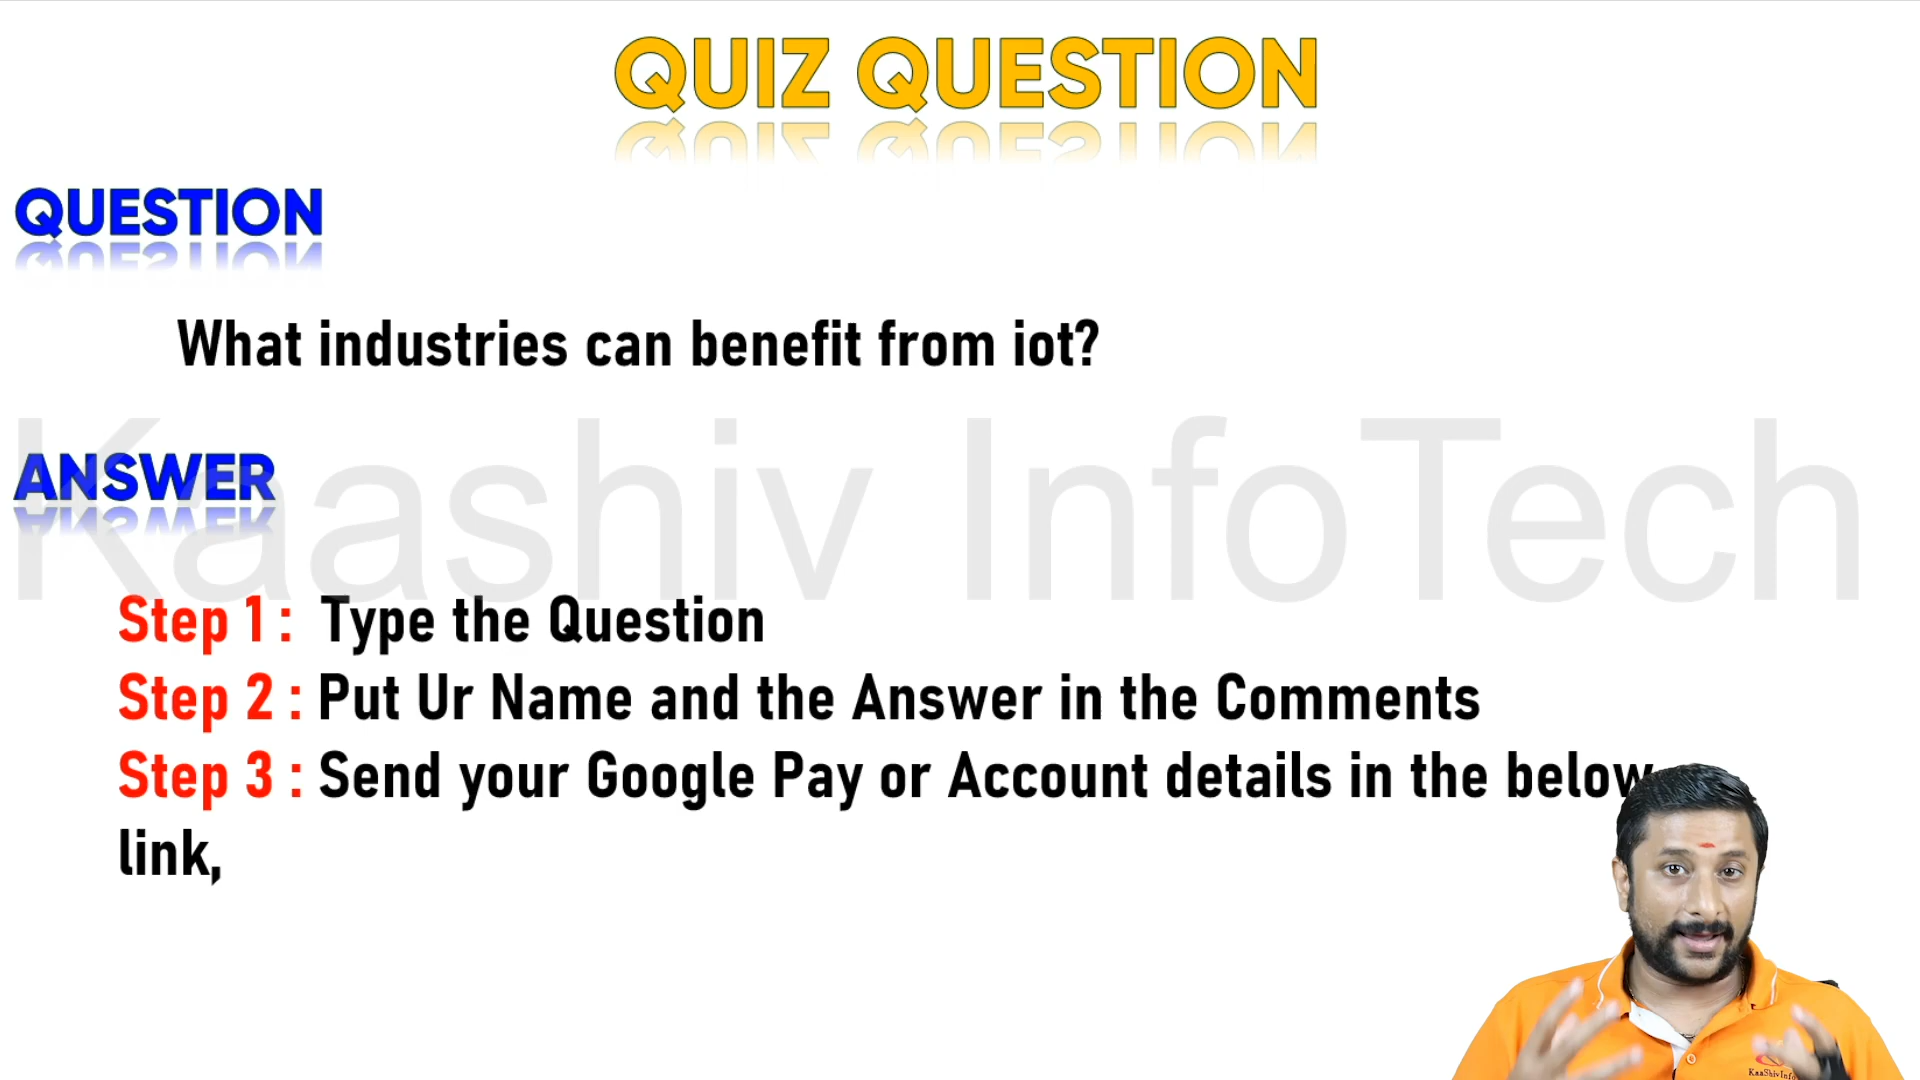 QUIZ QUESTION
QUESTION
What industries can benefit from iot?
Kaashiv InfoTech
ANSWER
Step 1 : Type the Question
Step 2 : Put Ur Name and the Answer in the Comments
Step 3 : Send your Google Pay or Account details in the below
link,
KaaShiv Info